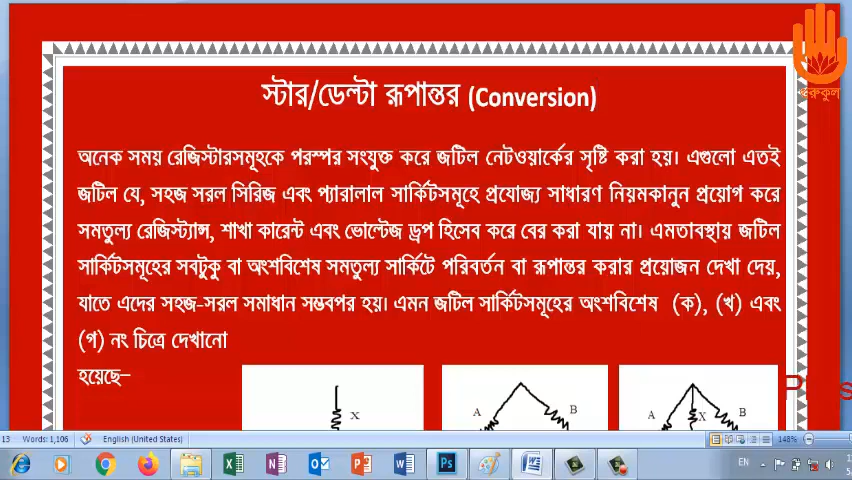 স্টার/ডেল্টা রূপান্তর (Conversion)
গুরুকুল
অনেক সময় রেজিস্টারসমূহকে পরস্পর সংযুক্ত করে জটিল নেটওয়ার্কের সৃষ্টি করা হয়। এগুলো এতই
জটিল যে, সহজ সরল সিরিজ এবং প্যারালাল সার্কিটসমূহে প্রযোজ্য সাধারণ নিয়মকানুন প্রয়োগ করে
সমতুল্য রেজিস্ট্যান্স, শাখা কারেন্ট এবং ভোল্টেজ ড্রপ হিসেব করে বের করা যায় না। এমতাবস্থায় জটিল
সার্কিটসমূহের সবটুকু বা অংশবিশেষ সমতুল্য সার্কিটে পরিবর্তন বা রূপান্তর করার প্রয়োজন দেখা দেয়,
যাতে এদের সহজ-সরল সমাধান সম্ভবপর হয়। এমন জটিল সার্কিটসমূহের অংশবিশেষ (ক), (খ) এবং
(গ) নং চিত্রে দেখানো
হয়েছে–
X
A B
A X B
13 Words: 1,106 English (United States) 148%
EN